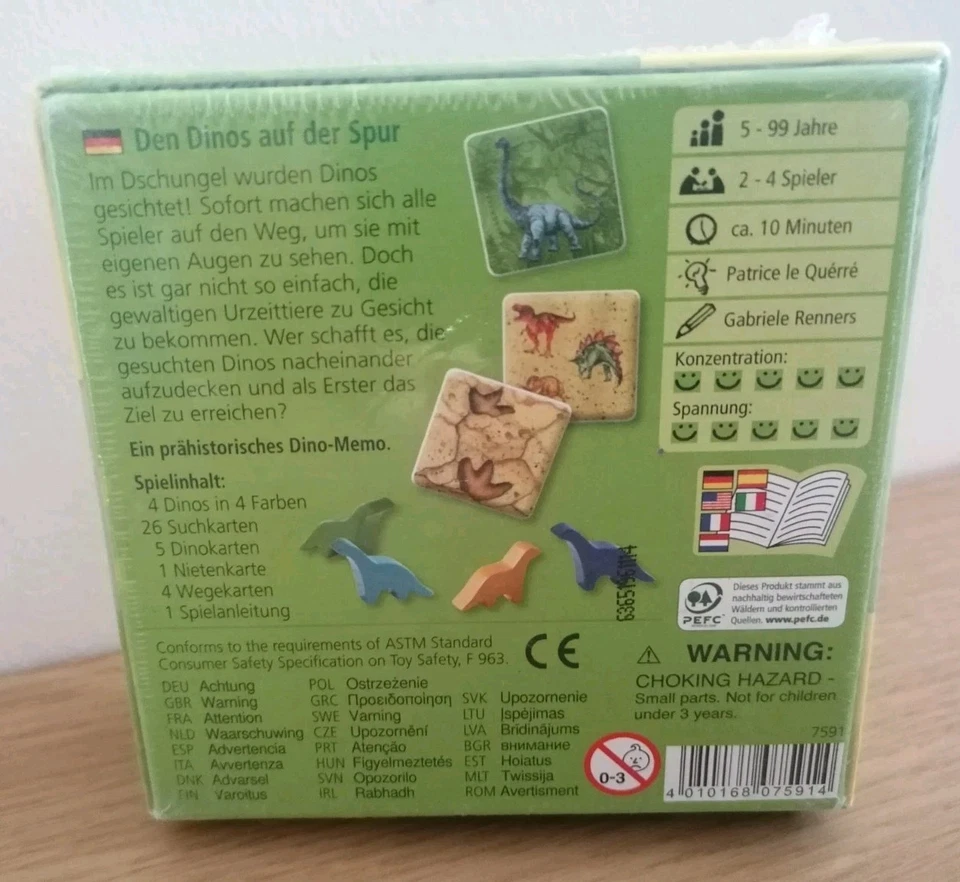 Den Dinos auf der Spur
Im Dschungel wurden Dinos
gesichtet! Sofort machen sich alle
Spieler auf den Weg, um sie mit
eigenen Augen zu sehen. Doch
es ist gar nicht so einfach, die
gewaltigen Urzeittiere zu Gesicht
zu bekommen. Wer schafft es, die
gesuchten Dinos nacheinander
aufzudecken und als Erster das
Ziel zu erreichen?
Ein prähistorisches Dino-Memo.
Spielinhalt:
4 Dinos in 4 Farben
26 Suchkarten
5 Dinokarten
1 Nietenkarte
4 Wegekarten
1 Spielanleitung
5 - 99 Jahre
2 - 4 Spieler
ca. 10 Minuten
Patrice le Quérré
Gabriele Renners
Konzentration:
Spannung:
PEFC
Dieses Produkt stammt aus
nachhaltig bewirtschafteten
Wäldern und kontrollierten
Quellen. www.pefc.de
Conforms to the requirements of ASTM Standard
Consumer Safety Specification on Toy Safety, F 963.
CE
DEU Achtung
GBR Warning
FRA Attention
NLD Waarschuwing
ESP Advertencia
ITA Avvertenza
DNK Advarsel
FIN Varoitus
POL Ostrzeżenie
GRC Προειδοποίηση
SWE Varning
CZE Upozornění
PRT Atenção
HUN Figyelmeztetés
SVN Opozorilo
IRL Rabhadh
SVK Upozornenie
LTU Įspėjimas
LVA Brīdinājums
BGR внимание
EST Hoiatus
MLT Twissija
ROM Avertisment
WARNING:
CHOKING HAZARD -
Small parts. Not for children
under 3 years.
7591
0-3
4 010168 075914